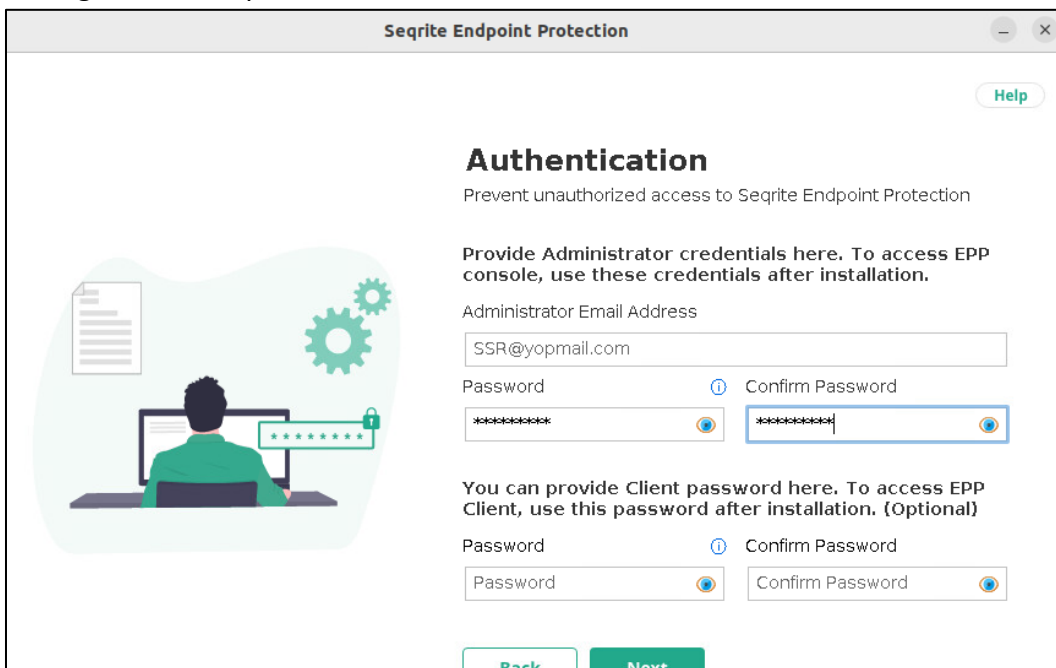 Seqrite Endpoint Protection
Help
Authentication
Prevent unauthorized access to Seqrite Endpoint Protection
Provide Administrator credentials here. To access EPP
console, use these credentials after installation.
Administrator Email Address
SSR@yopmail.com
Password Confirm Password
********* *********
You can provide Client password here. To access EPP
Client, use this password after installation. (Optional)
Password Confirm Password
Password Confirm Password
Back Next